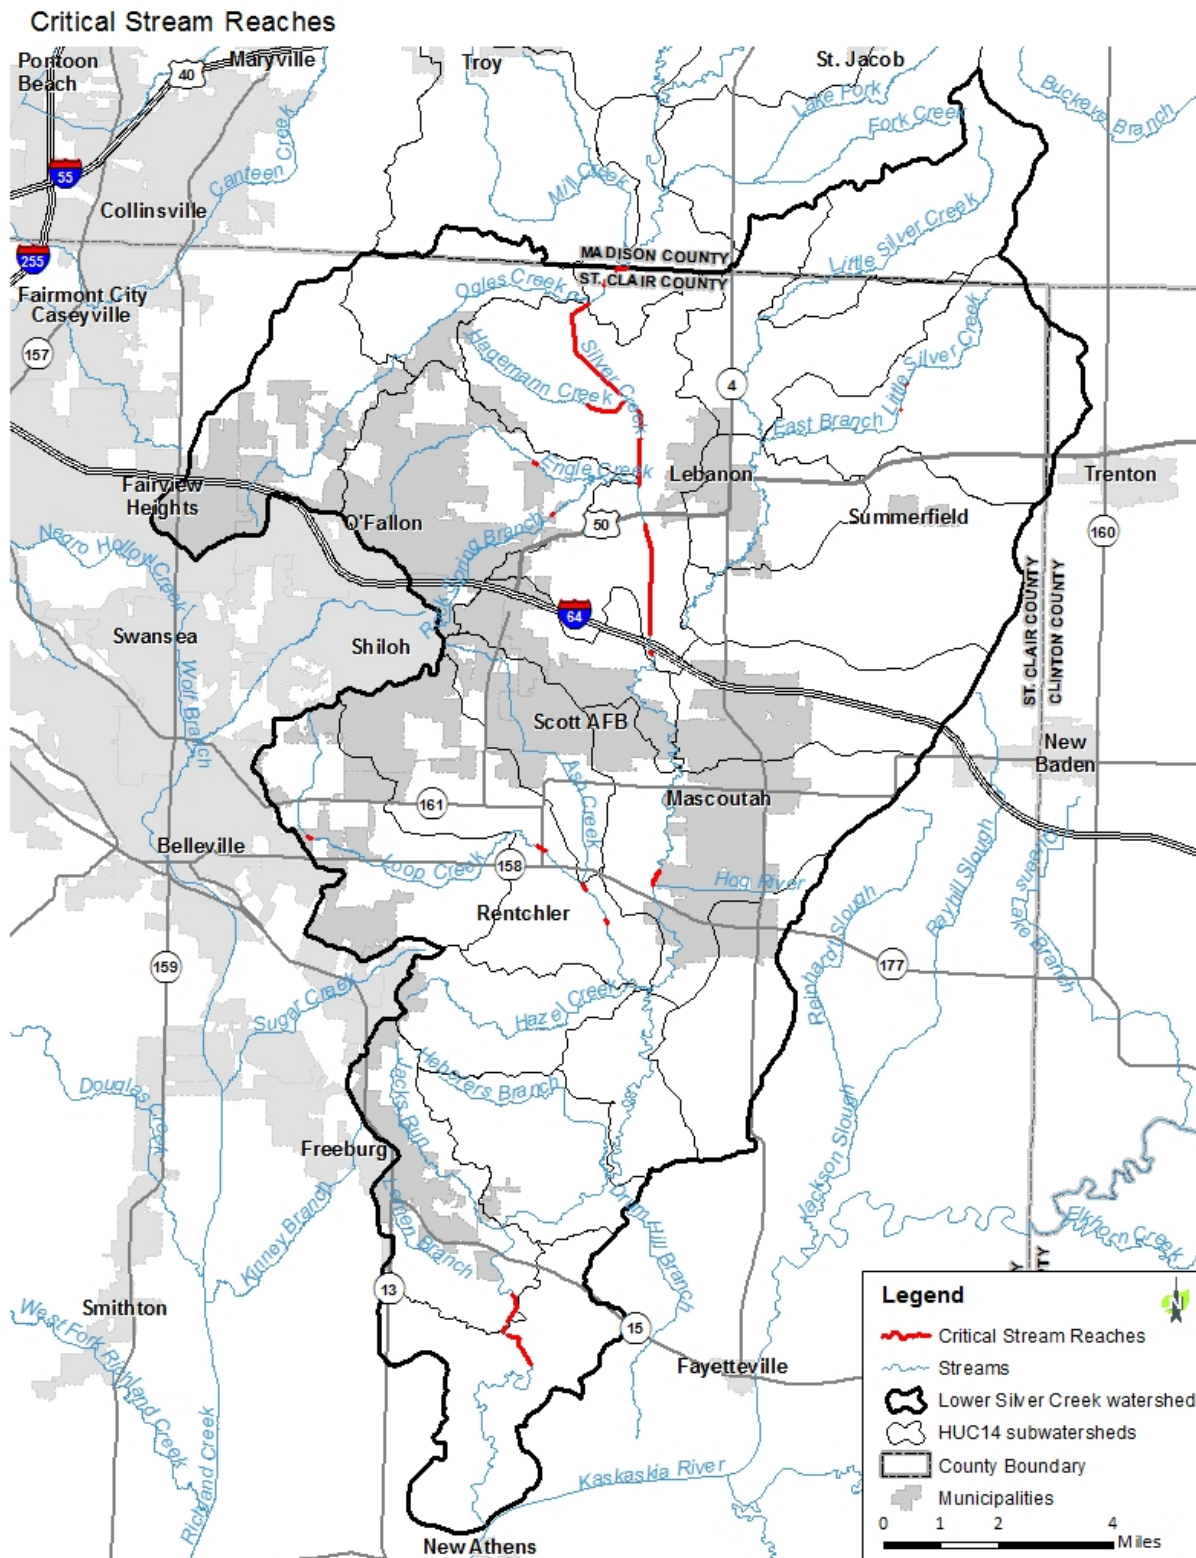 Critical Stream Reaches
Pontoon
Beach
40
Maryville
Troy
St. Jacob
Lake Fork
Fork Creek
Buckeye Branch
55
Canteen Creek
Mill Creek
Collinsville
255
MADISON COUNTY
ST. CLAIR COUNTY
Little Silver Creek
Ogles Creek
Fairmont City
Caseyville
157
Hagemann Creek
Silver Creek
4
Little Silver Creek
East Branch
Engle Creek
Lebanon
Trenton
Fairview
Heights
O'Fallon
50
Summerfield
160
Negro Hollow Creek
Rock Spring Branch
ST. CLAIR COUNTY
CLINTON COUNTY
64
Swansea
Shiloh
Wolf Branch
Scott AFB
New
Baden
Ash Creek
161
Mascoutah
Belleville
Loop Creek
158
Hog River
Queens Lake Branch
Bayhill Slough
Reinhardt Slough
Rentchler
159
177
Sugar Creek
Hazel Creek
Heberers Branch
Jacks Run
Douglas Creek
Freeburg
Jackson Slough
Kinney Branch
Lemen Branch
Drum Hill Branch
Elkhorn Creek
13
Smithton
West Fork Richland Creek
15
Fayetteville
Richland Creek
Kaskaskia River
New Athens
Legend
N
Critical Stream Reaches
Streams
Lower Silver Creek watershed
HUC14 subwatersheds
County Boundary
Municipalities
0 1 2 4
Miles